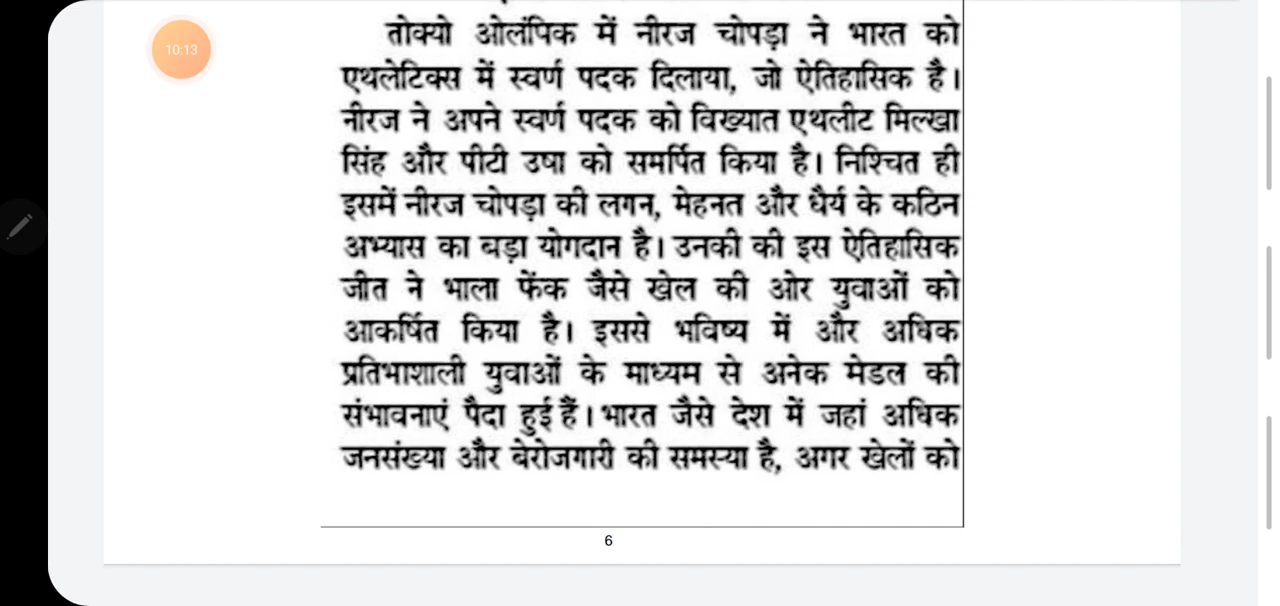 10:13
तोक्यो ओलंपिक में नीरज चोपड़ा ने भारत को
एथलेटिक्स में स्वर्ण पदक दिलाया, जो ऐतिहासिक है।
नीरज ने अपने स्वर्ण पदक को विख्यात एथलीट मिल्खा
सिंह और पीटी उषा को समर्पित किया है। निश्चित ही
इसमें नीरज चोपड़ा की लगन, मेहनत और धैर्य के कठिन
अभ्यास का बड़ा योगदान है। उनकी की इस ऐतिहासिक
जीत ने भाला फेंक जैसे खेल की ओर युवाओं को
आकर्षित किया है। इससे भविष्य में और अधिक
प्रतिभाशाली युवाओं के माध्यम से अनेक मेडल की
संभावनाएं पैदा हुई हैं। भारत जैसे देश में जहां अधिक
जनसंख्या और बेरोजगारी की समस्या है, अगर खेलों को
6